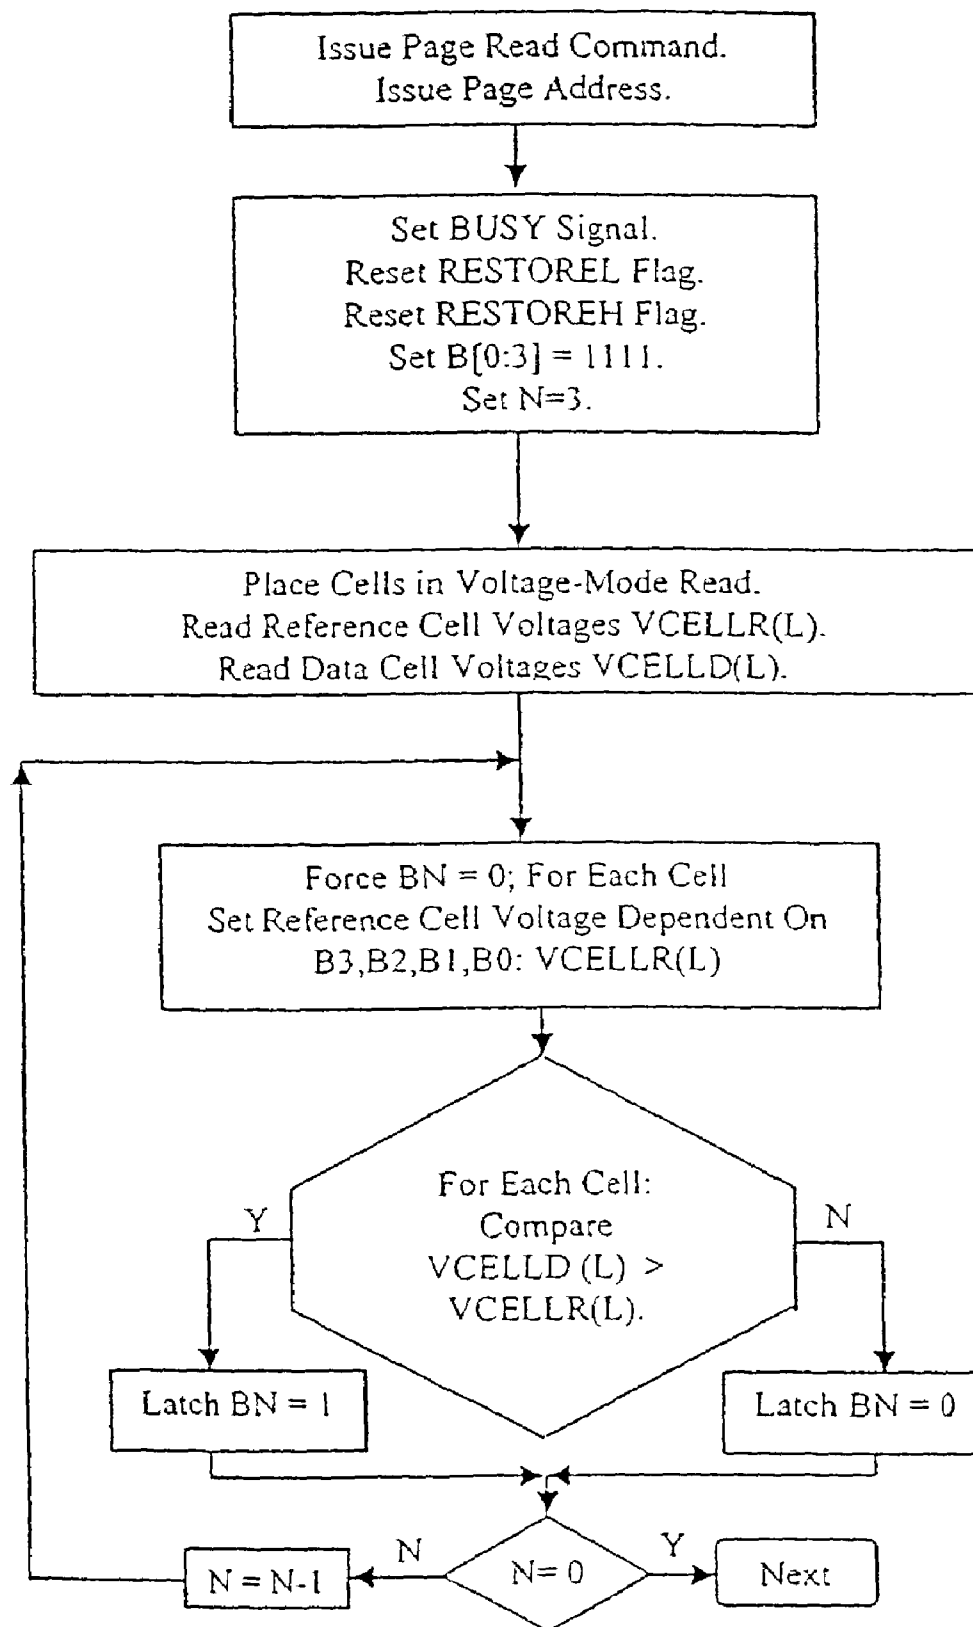 Issue Page Read Command.
Issue Page Address.
Set BUSY Signal.
Reset RESTOREL Flag.
Reset RESTOREH Flag.
Set B[0:3] = 1111.
Set N=3.
Place Cells in Voltage-Mode Read.
Read Reference Cell Voltages VCELLR(L).
Read Data Cell Voltages VCELLD(L).
Force BN = 0; For Each Cell
Set Reference Cell Voltage Dependent On
B3,B2,B1,B0: VCELLR(L)
For Each Cell:
Compare
VCELLD (L) >
VCELLR(L).
Y
N
Latch BN = 1
Latch BN = 0
N= 0
N
Y
N = N-1
Next